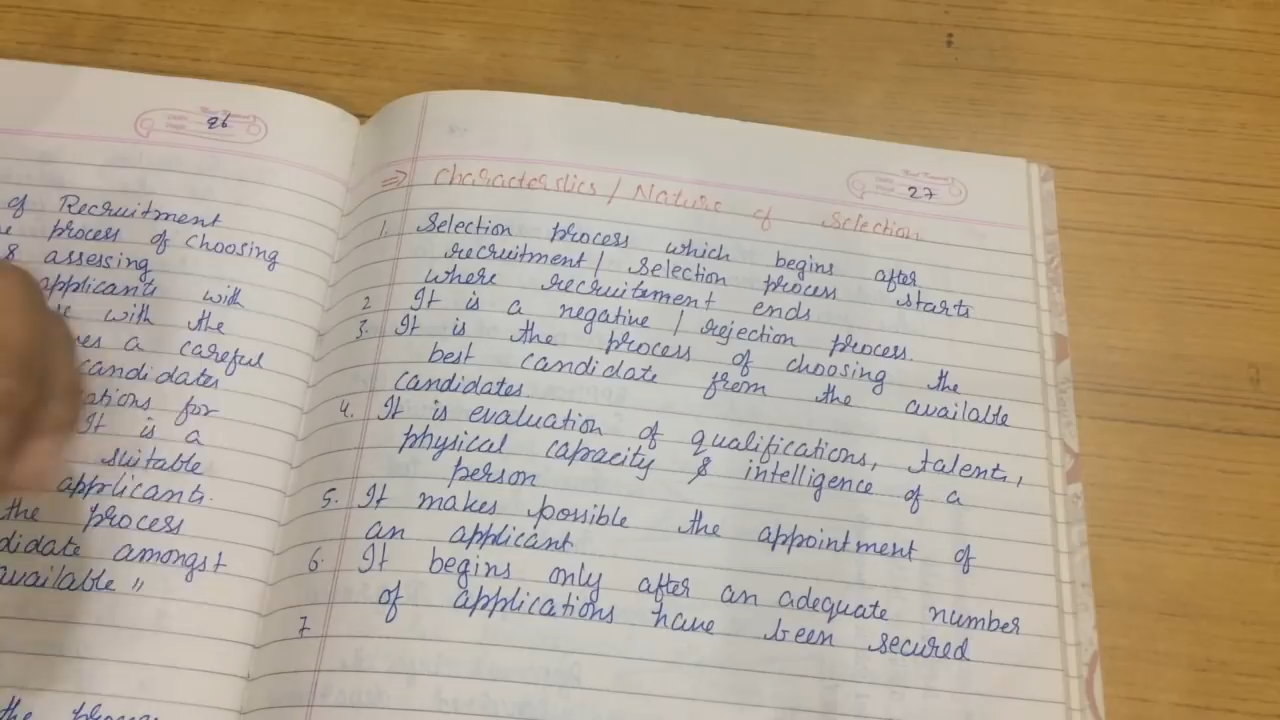 26
of Recruitment
process of choosing
& assessing
applicants with
with the
a careful
candidates
for
It is a
suitable
applicants.
the process
amongst
available "
the
27
⇒ Characterstics / Nature of Selection
1. Selection process which begins after
recruitment / selection process starts
where recruitement ends
2 It is a negative / rejection process.
3. It is the process of choosing the
best candidate from the available
candidates.
4. It is evaluation of qualifications, talents,
physical capacity & intelligence of a
person
5. It makes possible the appointment of
an applicant
6. It begins only after an adequate number
of applications have been secured
7